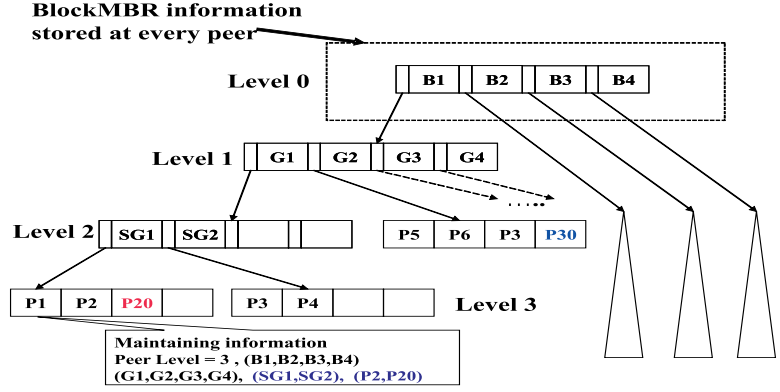 BlockMBR information
stored at every peer
Level 0
B1 B2 B3 B4
Level 1
G1 G2 G3 G4
Level 2
SG1 SG2
P5 P6 P3 P30
P1 P2 P20
P3 P4
Level 3
Maintaining information
Peer Level = 3 , (B1,B2,B3,B4)
(G1,G2,G3,G4), (SG1,SG2), (P2,P20)